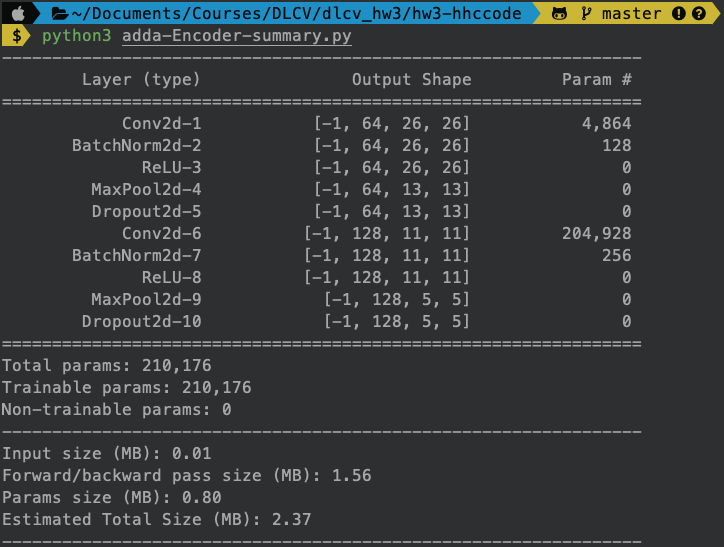 ~/Documents/Courses/DLCV/dlcv_hw3/hw3-hhccode master
$ python3 adda-Encoder-summary.py
----------------------------------------------------------------
Layer (type) Output Shape Param #
================================================================
Conv2d-1 [-1, 64, 26, 26] 4,864
BatchNorm2d-2 [-1, 64, 26, 26] 128
ReLU-3 [-1, 64, 26, 26] 0
MaxPool2d-4 [-1, 64, 13, 13] 0
Dropout2d-5 [-1, 64, 13, 13] 0
Conv2d-6 [-1, 128, 11, 11] 204,928
BatchNorm2d-7 [-1, 128, 11, 11] 256
ReLU-8 [-1, 128, 11, 11] 0
MaxPool2d-9 [-1, 128, 5, 5] 0
Dropout2d-10 [-1, 128, 5, 5] 0
================================================================
Total params: 210,176
Trainable params: 210,176
Non-trainable params: 0
----------------------------------------------------------------
Input size (MB): 0.01
Forward/backward pass size (MB): 1.56
Params size (MB): 0.80
Estimated Total Size (MB): 2.37
----------------------------------------------------------------